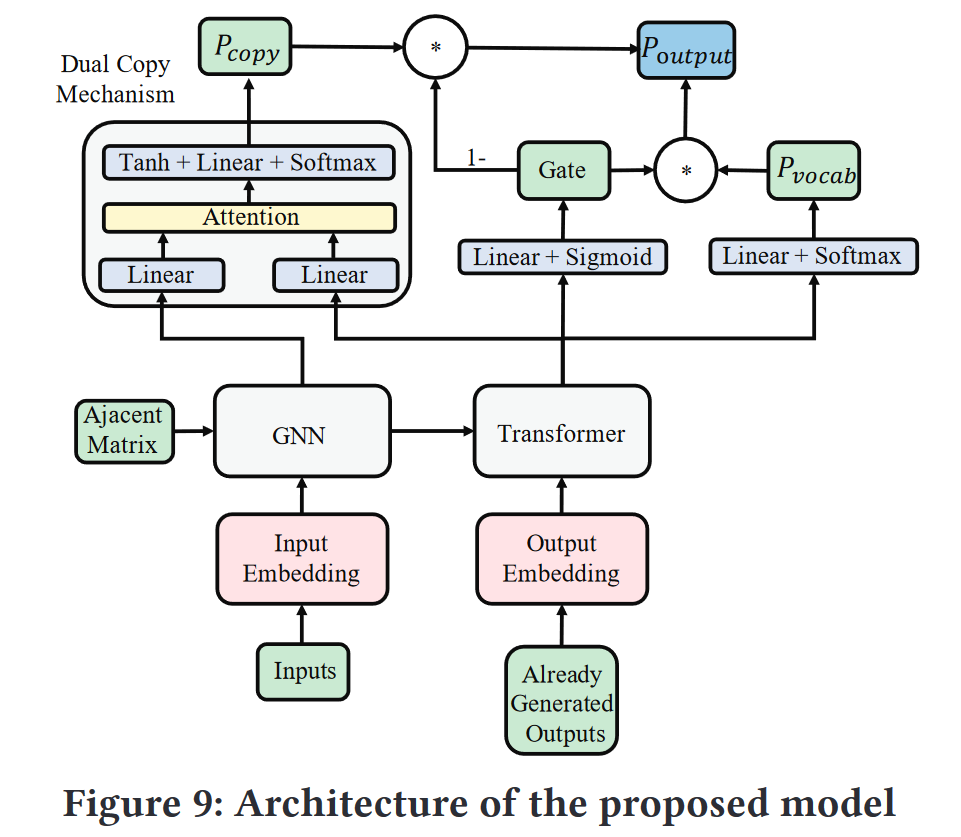 P_copy
*
P_output
Dual Copy
Mechanism
Tanh + Linear + Softmax
1-
Gate
*
P_vocab
Attention
Linear
Linear
Linear + Sigmoid
Linear + Softmax
Ajacent
Matrix
GNN
Transformer
Input
Embedding
Output
Embedding
Inputs
Already
Generated
Outputs
Figure 9: Architecture of the proposed model